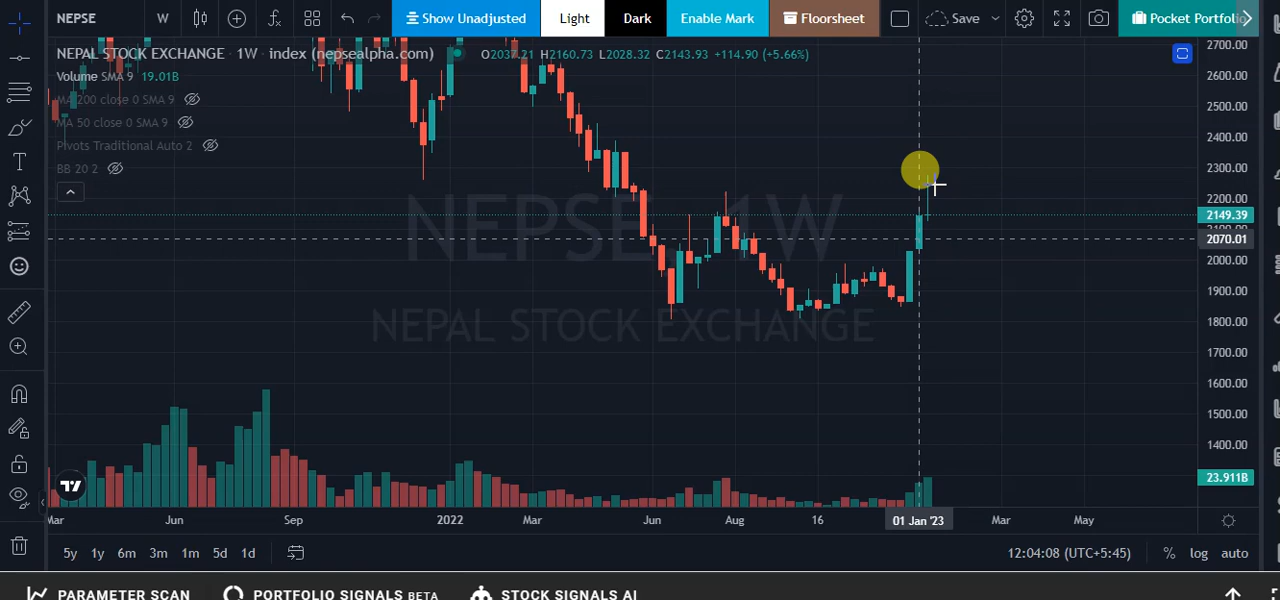 NEPSE W Show Unadjusted Light Dark Enable Mark Floorsheet Save Pocket Portfolio
NEPAL STOCK EXCHANGE · 1W · index (nepsealpha.com) O2037.21 H2160.73 L2028.32 C2143.93 +114.90 (+5.66%)
Volume SMA 9 19.01B
MA 200 close 0 SMA 9
MA 50 close 0 SMA 9
Pivots Traditional Auto 2
BB 20 2
NEPSE, 1W
NEPAL STOCK EXCHANGE
2700.00
2600.00
2500.00
2400.00
2300.00
2200.00
2149.39
2100.00
2070.01
2000.00
1900.00
1800.00
1700.00
1600.00
1500.00
1400.00
23.911B
Mar Jun Sep 2022 Mar Jun Aug 16 01 Jan '23 Mar May
5y 1y 6m 3m 1m 5d 1d 12:04:08 (UTC+5:45) % log auto
PARAMETER SCAN PORTFOLIO SIGNALS BETA STOCK SIGNALS AI